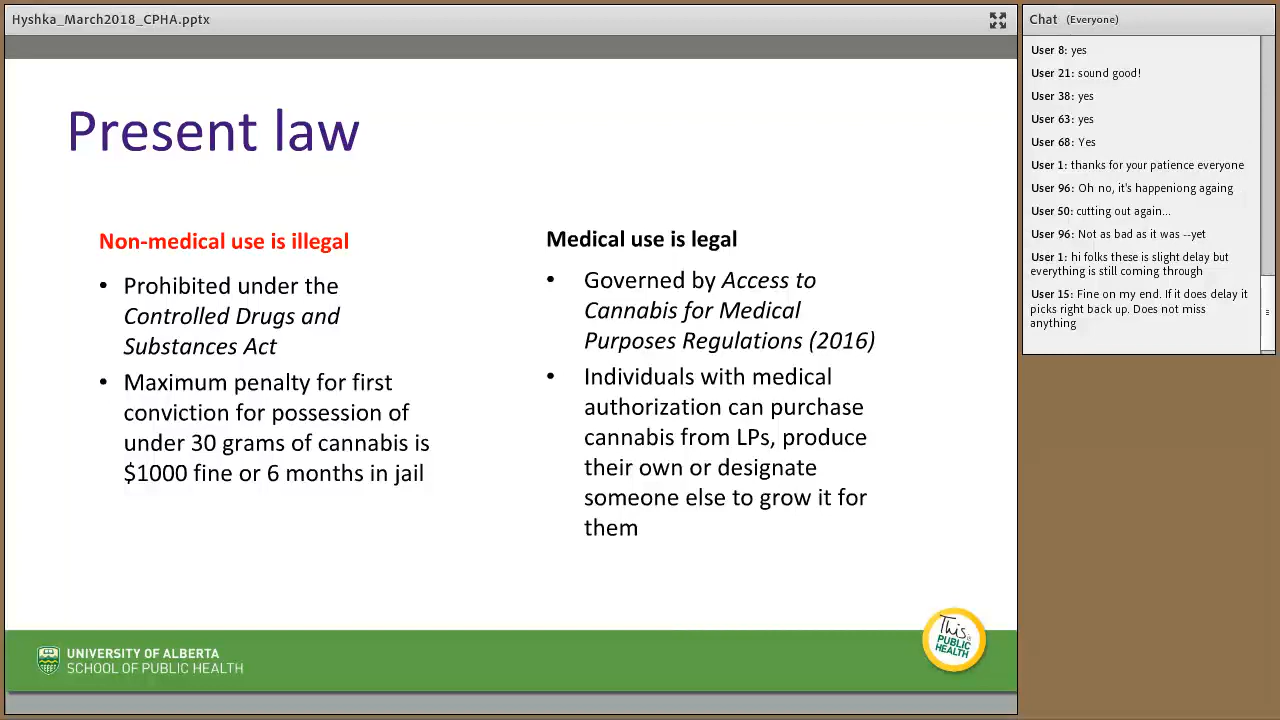 Hyshka_March2018_CPHA.pptx
Present law
Non-medical use is illegal
• Prohibited under the
Controlled Drugs and
Substances Act
• Maximum penalty for first
conviction for possession of
under 30 grams of cannabis is
$1000 fine or 6 months in jail
Medical use is legal
• Governed by Access to
Cannabis for Medical
Purposes Regulations (2016)
• Individuals with medical
authorization can purchase
cannabis from LPs, produce
their own or designate
someone else to grow it for
them
UNIVERSITY OF ALBERTA
SCHOOL OF PUBLIC HEALTH
This is
PUBLIC
HEALTH
Chat (Everyone)
User 8: yes
User 21: sound good!
User 38: yes
User 63: yes
User 68: Yes
User 1: thanks for your patience everyone
User 96: Oh no, it's happeniong againg
User 50: cutting out again...
User 96: Not as bad as it was --yet
User 1: hi folks these is slight delay but
everything is still coming through
User 15: Fine on my end. If it does delay it
picks right back up. Does not miss
anything